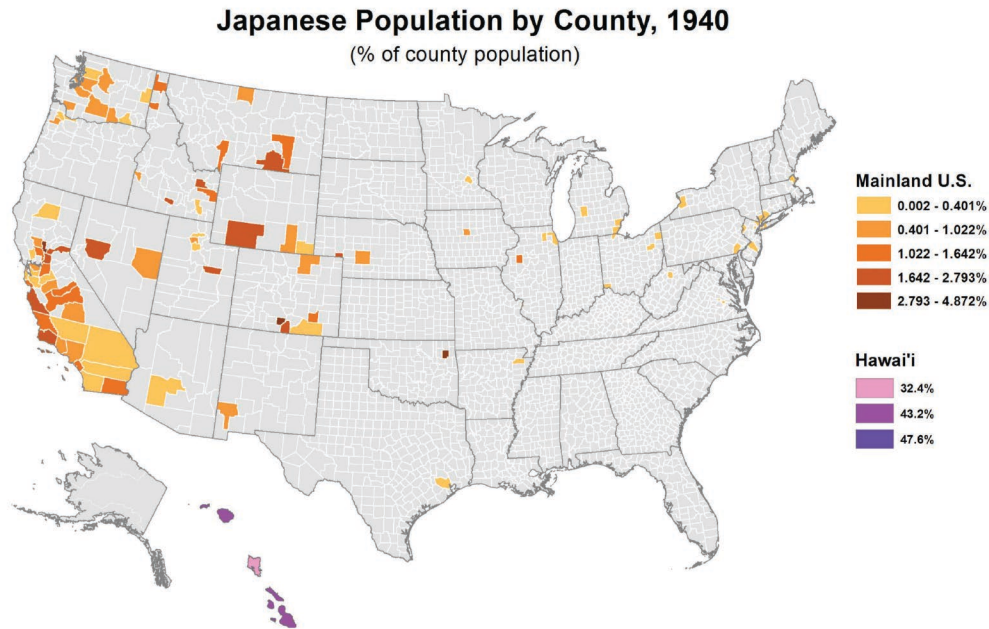 Japanese Population by County, 1940
(% of county population)
Mainland U.S.
0.002 - 0.401%
0.401 - 1.022%
1.022 - 1.642%
1.642 - 2.793%
2.793 - 4.872%
Hawai'i
32.4%
43.2%
47.6%